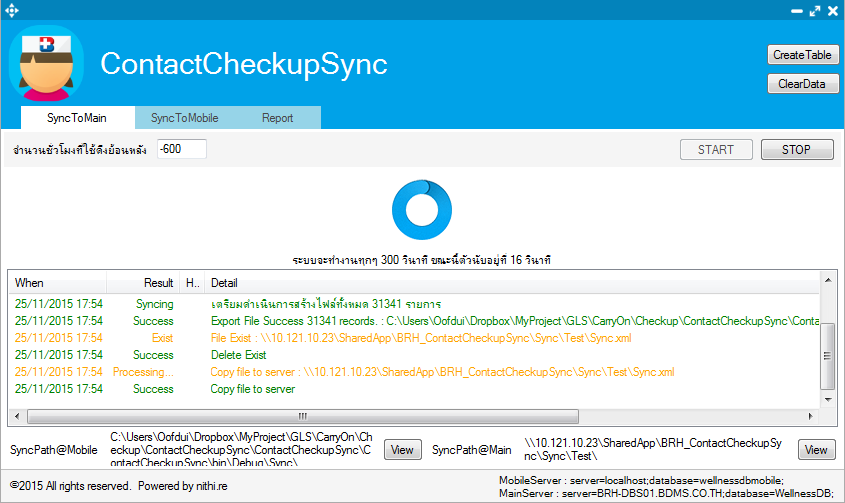 ContactCheckupSync
CreateTable
ClearData
SyncToMain SyncToMobile Report
จำนวนชั่วโมงที่ใช้ดึงย้อนหลัง -600 START STOP
ระบบจะทำงานทุกๆ 300 วินาที ขณะนี้ตัวนับอยู่ที่ 16 วินาที
When Result H.. Detail
25/11/2015 17:54 Syncing เตรียมดำเนินการสร้างไฟล์ทั้งหมด 31341 รายการ
25/11/2015 17:54 Success Export File Success 31341 records. : C:\Users\Oofdui\Dropbox\MyProject\GLS\CarryOn\Checkup\ContactCheckupSync\Conta
25/11/2015 17:54 Exist File Exist : \\10.121.10.23\SharedApp\BRH_ContactCheckupSync\Sync\Test\Sync.xml
25/11/2015 17:54 Success Delete Exist
25/11/2015 17:54 Processing... Copy file to server : \\10.121.10.23\SharedApp\BRH_ContactCheckupSync\Sync\Test\Sync.xml
25/11/2015 17:54 Success Copy file to server
SyncPath@Mobile
C:\Users\Oofdui\Dropbox\MyProject\GLS\CarryOn\Ch
eckup\ContactCheckupSync\ContactCheckupSync\C
ontactCheckupSync\bin\Debug\Sync\
View
SyncPath@Main
\\10.121.10.23\SharedApp\BRH_ContactCheckupSy
nc\Sync\Test\
View
©2015 All rights reserved. Powered by nithi.re
MobileServer : server=localhost;database=wellnessdbmobile;
MainServer : server=BRH-DBS01.BDMS.CO.TH;database=WellnessDB;